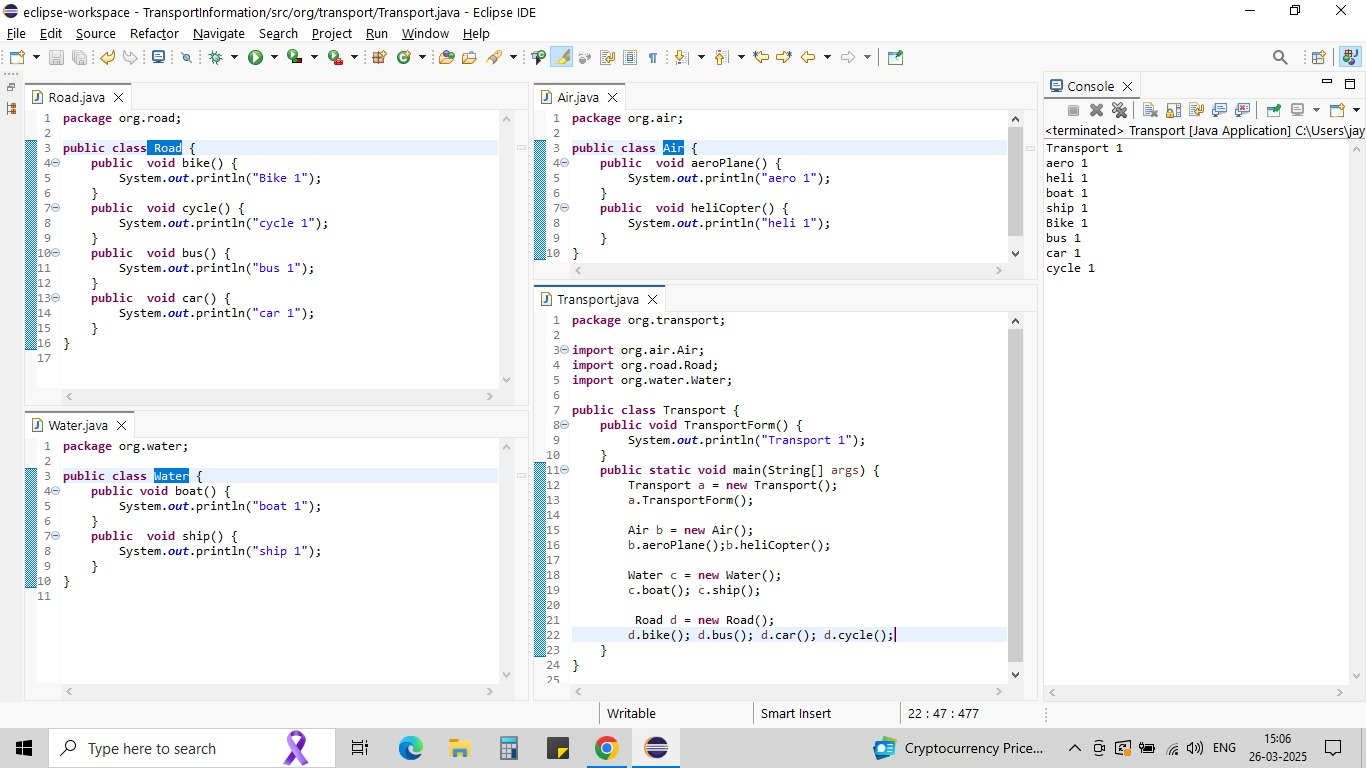 eclipse-workspace - TransportInformation/src/org/transport/Transport.java - Eclipse IDE
File Edit Source Refactor Navigate Search Project Run Window Help
Road.java
1 package org.road;
2
3 public class Road {
4 public  void bike() {
5 System.out.println("Bike 1");
6 }
7 public  void cycle() {
8 System.out.println("cycle 1");
9 }
10 public  void bus() {
11 System.out.println("bus 1");
12 }
13 public  void car() {
14 System.out.println("car 1");
15 }
16 }
17
Water.java
1 package org.water;
2
3 public class Water {
4 public void boat() {
5 System.out.println("boat 1");
6 }
7 public  void ship() {
8 System.out.println("ship 1");
9 }
10 }
11
Air.java
1 package org.air;
2
3 public class Air {
4 public  void aeroPlane() {
5 System.out.println("aero 1");
6 }
7 public  void heliCopter() {
8 System.out.println("heli 1");
9 }
10 }
Transport.java
1 package org.transport;
2
3 import org.air.Air;
4 import org.road.Road;
5 import org.water.Water;
6
7 public class Transport {
8 public void TransportForm() {
9 System.out.println("Transport 1");
10 }
11 public static void main(String[] args) {
12 Transport a = new Transport();
13 a.TransportForm();
14
15 Air b = new Air();
16 b.aeroPlane();b.heliCopter();
17
18 Water c = new Water();
19 c.boat(); c.ship();
20
21 Road d = new Road();
22 d.bike(); d.bus(); d.car(); d.cycle();
23 }
24 }
25
Console
<terminated> Transport [Java Application] C:\Users\jay
Transport 1
aero 1
heli 1
boat 1
ship 1
Bike 1
bus 1
car 1
cycle 1
Writable Smart Insert 22 : 47 : 477
Type here to search
Cryptocurrency Price...
ENG
15:06
26-03-2025